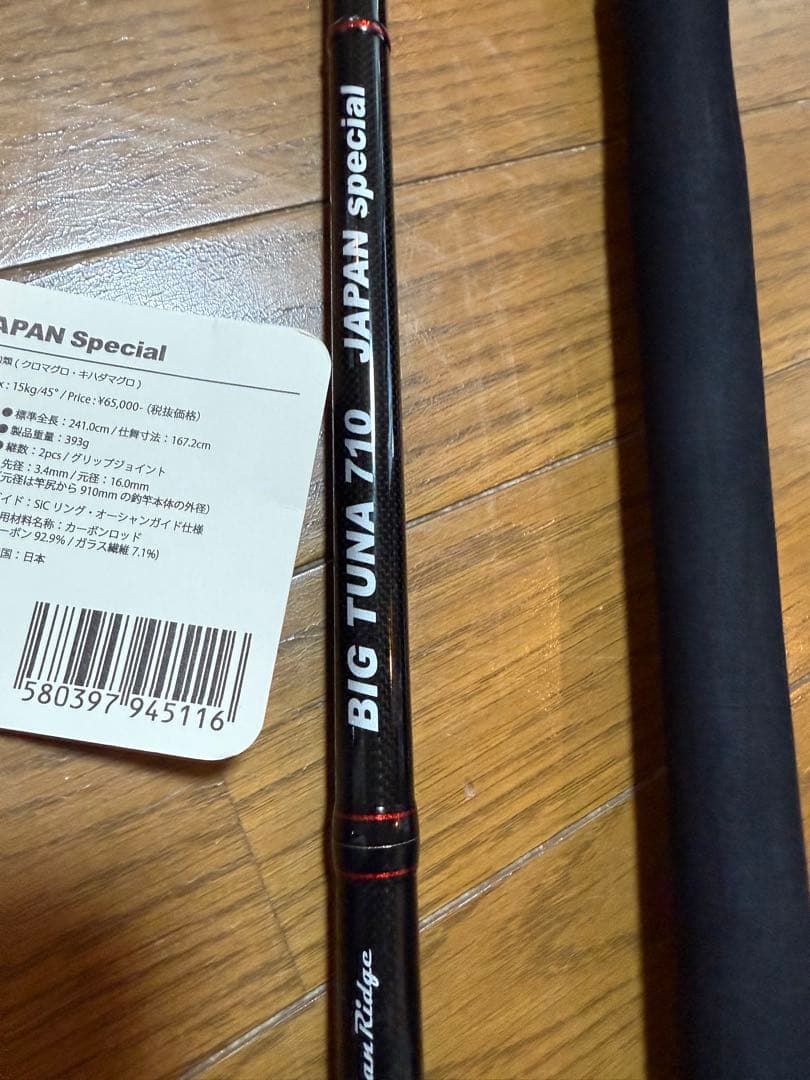 BIG TUNA 710 JAPAN special
an Ridge
APAN Special
類 ( クロマグロ・キハダマグロ )
x : 15kg/45° / Price : ¥65,000-（税抜価格）
● 標準全長：241.0cm / 仕舞寸法：167.2cm
● 製品重量：393g
● 継数：2pcs / グリップジョイント
先径：3.4mm / 元径：16.0mm
元径は竿尻から 910mm の釣竿本体の外径）
イド：SiC リング・オーシャンガイド仕様
用材料名称：カーボンロッド
ーボン 92.9% / ガラス繊維 7.1%)
国：日本
580397 945116